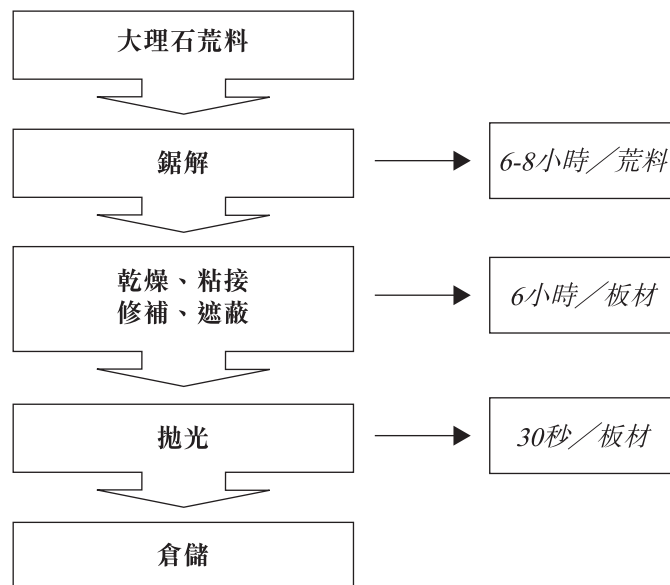 大理石荒料
鋸解
6-8小時／荒料
乾燥、粘接
修補、遮蔽
6小時／板材
拋光
30秒／板材
倉儲